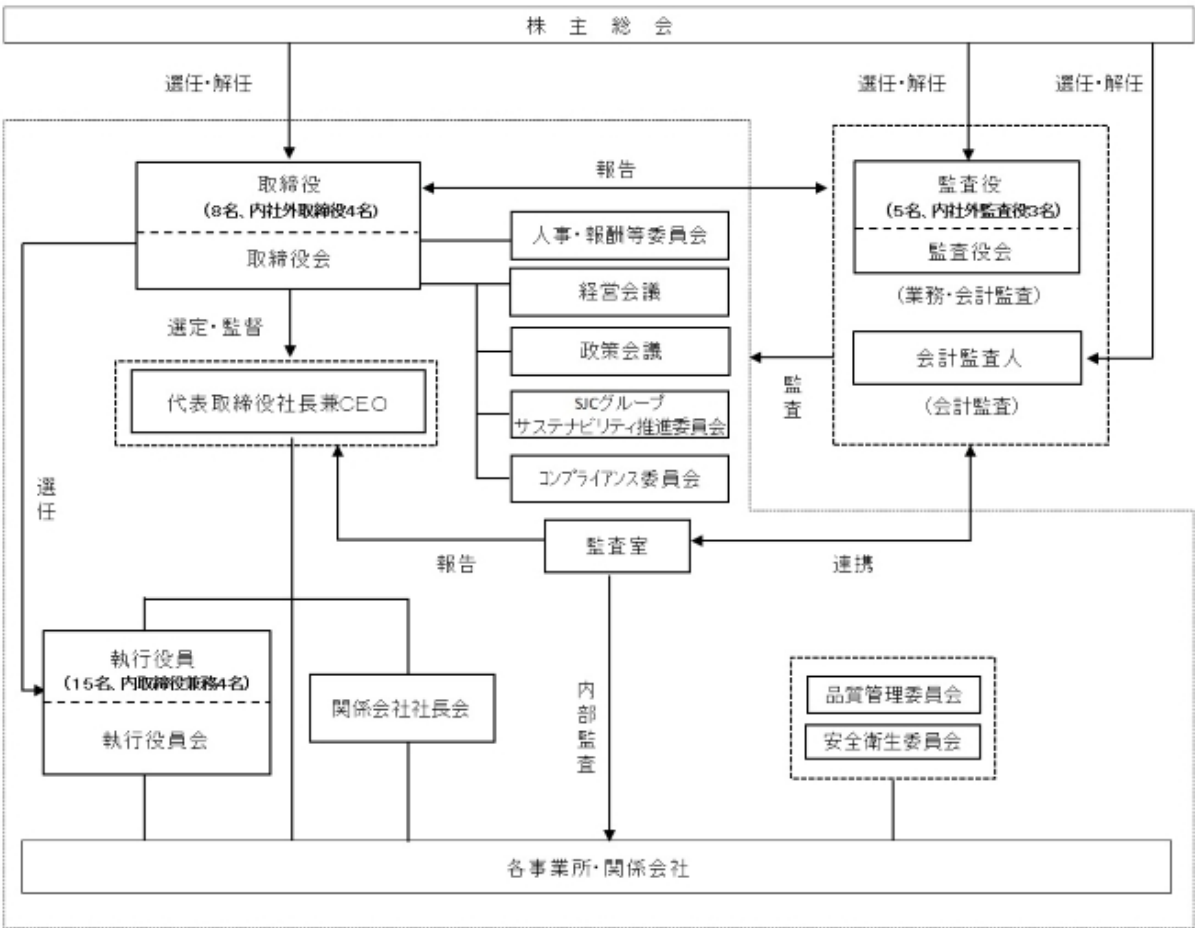 株 主 総 会
選任・解任
選任・解任
選任・解任
取締役
(8名、内社外取締役4名)
取締役会
報告
監査役
(5名、内社外監査役3名)
監査役会
(業務・会計監査)
人事・報酬等委員会
経営会議
政策会議
SJCグループ
サステナビリティ推進委員会
コンプライアンス委員会
選定・監督
代表取締役社長兼CEO
監査
会計監査人
(会計監査)
選任
監査室
報告
連携
執行役員
(15名、内取締役兼務4名)
執行役員会
関係会社社長会
内部監査
品質管理委員会
安全衛生委員会
各事業所・関係会社